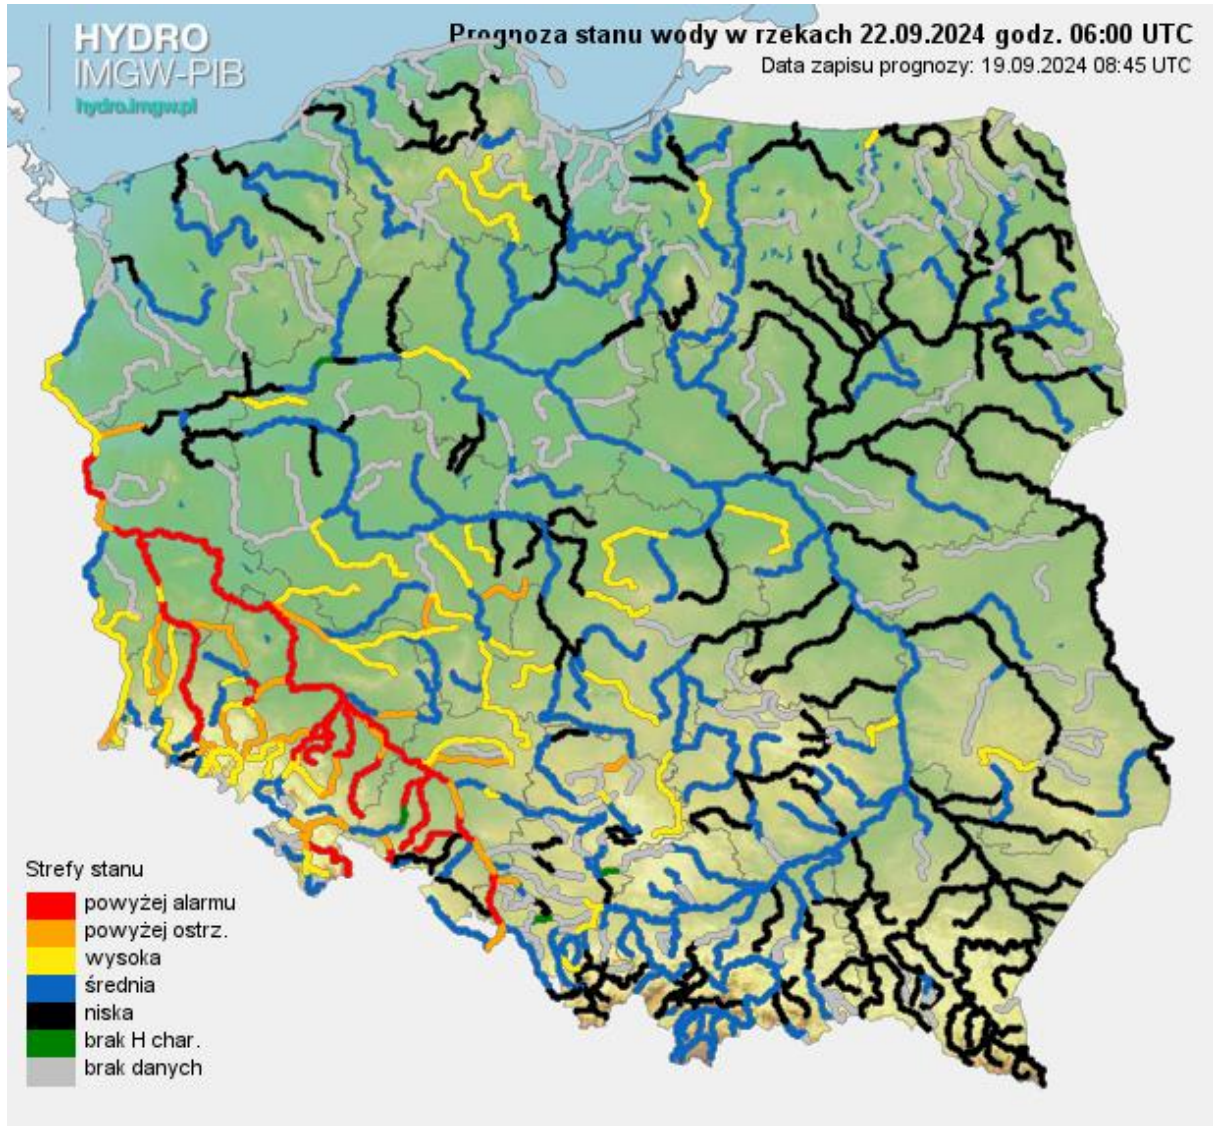 HYDRO
IMGW-PIB
hydro.imgw.pl
Prognoza stanu wody w rzekach 22.09.2024 godz. 06:00 UTC
Data zapisu prognozy: 19.09.2024 08:45 UTC
Strefy stanu
powyżej alarmu
powyżej ostrz.
wysoka
średnia
niska
brak H char.
brak danych